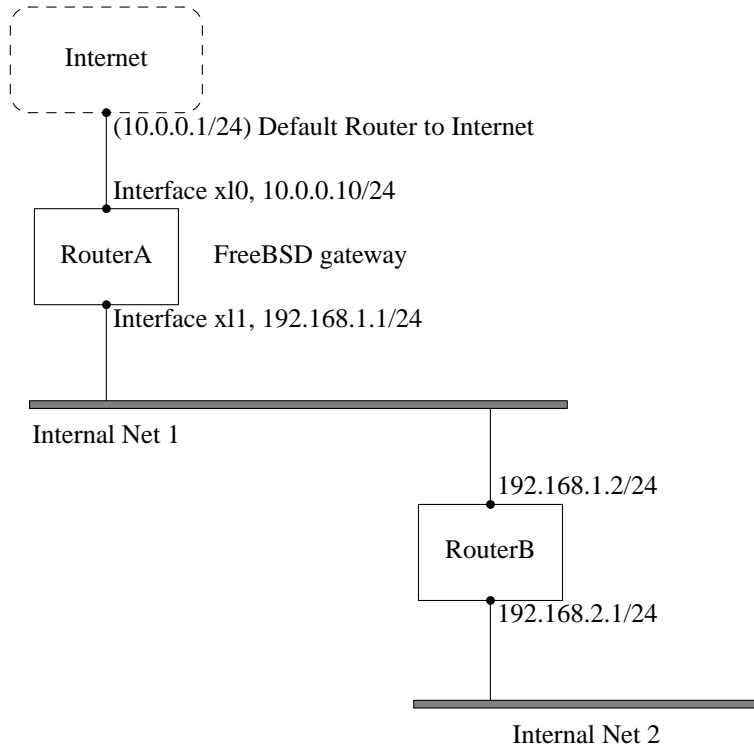 Internet
(10.0.0.1/24) Default Router to Internet
Interface xl0, 10.0.0.10/24
RouterA
FreeBSD gateway
Interface xl1, 192.168.1.1/24
Internal Net 1
192.168.1.2/24
RouterB
192.168.2.1/24
Internal Net 2